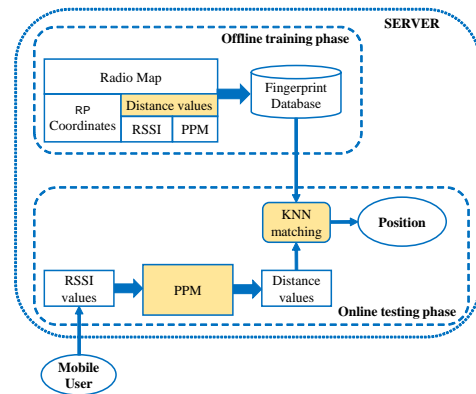 SERVER
Offline training phase
Radio Map
RP
Coordinates
Distance values
RSSI
PPM
Fingerprint
Database
KNN
matching
Position
RSSI
values
PPM
Distance
values
Online testing phase
Mobile
User